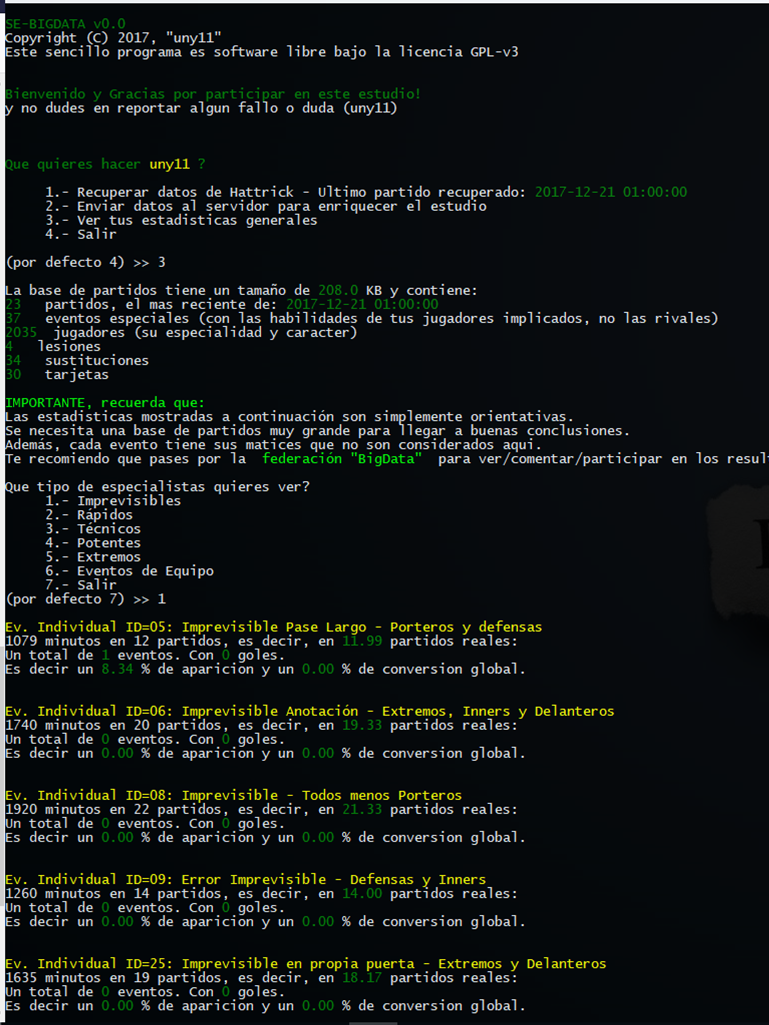 SE-BIGDATA v0.0
Copyright (C) 2017, "uny11"
Este sencillo programa es software libre bajo la licencia GPL-v3
Bienvenido y Gracias por participar en este estudio!
y no dudes en reportar algun fallo o duda (uny11)
Que quieres hacer uny11 ?
1.- Recuperar datos de Hattrick - Ultimo partido recuperado: 2017-12-21 01:00:00
2.- Enviar datos al servidor para enriquecer el estudio
3.- Ver tus estadisticas generales
4.- Salir
(por defecto 4) >> 3
La base de partidos tiene un tamaño de 208.0 KB y contiene:
23 partidos, el mas reciente de: 2017-12-21 01:00:00
37 eventos especiales (con las habilidades de tus jugadores implicados, no las rivales)
2035 jugadores (su especialidad y caracter)
4 lesiones
34 sustituciones
30 tarjetas
IMPORTANTE, recuerda que:
Las estadisticas mostradas a continuación son simplemente orientativas.
Se necesita una base de partidos muy grande para llegar a buenas conclusiones.
Además, cada evento tiene sus matices que no son considerados aqui.
Te recomiendo que pases por la federación "BigData" para ver/comentar/participar en los resul
Que tipo de especialistas quieres ver?
1.- Imprevisibles
2.- Rápidos
3.- Técnicos
4.- Potentes
5.- Extremos
6.- Eventos de Equipo
7.- Salir
(por defecto 7) >> 1
Ev. Individual ID=05: Imprevisible Pase Largo - Porteros y defensas
1079 minutos en 12 partidos, es decir, en 11.99 partidos reales:
Un total de 1 eventos. Con 0 goles.
Es decir un 8.34 % de aparicion y un 0.00 % de conversion global.
Ev. Individual ID=06: Imprevisible Anotación - Extremos, Inners y Delanteros
1740 minutos en 20 partidos, es decir, en 19.33 partidos reales:
Un total de 0 eventos. Con 0 goles.
Es decir un 0.00 % de aparicion y un 0.00 % de conversion global.
Ev. Individual ID=08: Imprevisible - Todos menos Porteros
1920 minutos en 22 partidos, es decir, en 21.33 partidos reales:
Un total de 0 eventos. Con 0 goles.
Es decir un 0.00 % de aparicion y un 0.00 % de conversion global.
Ev. Individual ID=09: Error Imprevisible - Defensas y Inners
1260 minutos en 14 partidos, es decir, en 14.00 partidos reales:
Un total de 0 eventos. Con 0 goles.
Es decir un 0.00 % de aparicion y un 0.00 % de conversion global.
Ev. Individual ID=25: Imprevisible en propia puerta - Extremos y Delanteros
1635 minutos en 19 partidos, es decir, en 18.17 partidos reales:
Un total de 0 eventos. Con 0 goles.
Es decir un 0.00 % de aparicion y un 0.00 % de conversion global.